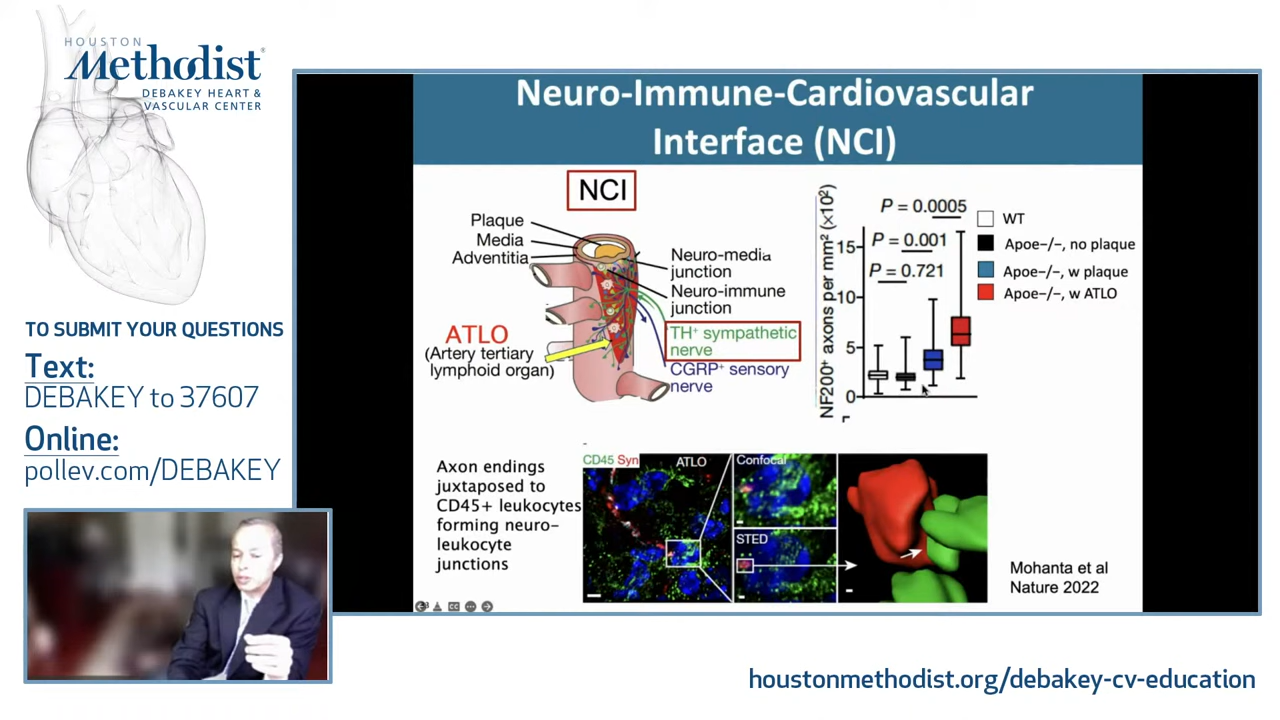 HOUSTON
Methodist®
DEBAKEY HEART &
VASCULAR CENTER
TO SUBMIT YOUR QUESTIONS
Text:
DEBAKEY to 37607
Online:
pollev.com/DEBAKEY
Neuro-Immune-Cardiovascular
Interface (NCI)
NCI
Plaque
Media
Adventitia
Neuro-media
junction
Neuro-immune
junction
ATLO
(Artery tertiary
lymphoid organ)
TH⁺ sympathetic
nerve
CGRP⁺ sensory
nerve
NF200⁺ axons per mm² (×10²)
P = 0.0005
P = 0.001
P = 0.721
15
10
5
0
WT
Apoe−/−, no plaque
Apoe−/−, w plaque
Apoe−/−, w ATLO
Axon endings
juxtaposed to
CD45+ leukocytes
forming neuro-
leukocyte
junctions
CD45 Syn
ATLO
Confocal
STED
Mohanta et al
Nature 2022
houstonmethodist.org/debakey-cv-education